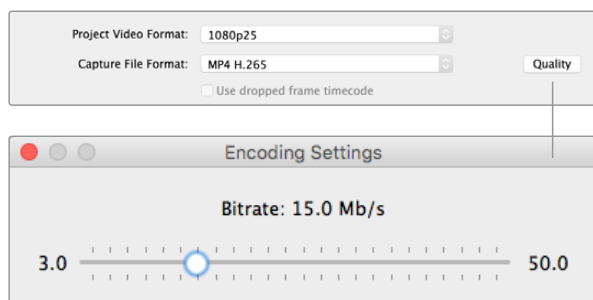 Project Video Format: 1080p25
Capture File Format: MP4 H.265 Quality
Use dropped frame timecode
Encoding Settings
Bitrate: 15.0 Mb/s
3.0 50.0